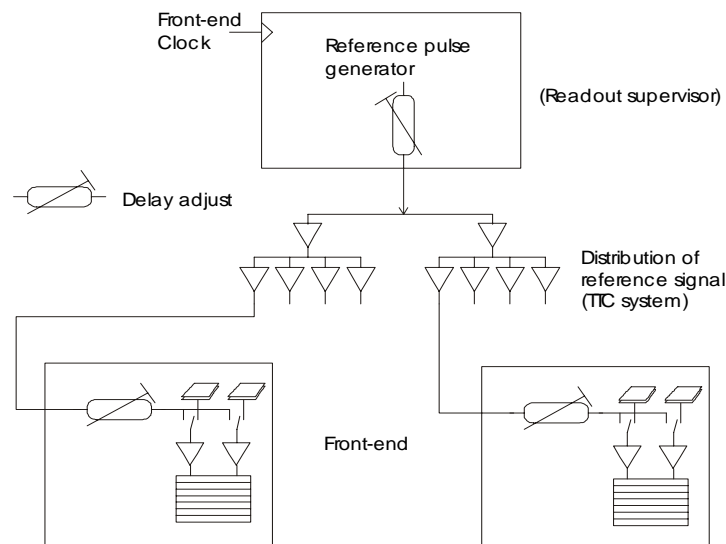 Front-end
Clock
Reference pulse
generator
(Readout supervisor)
Delay adjust
Distribution of
reference signal
(TTC system)
Front-end